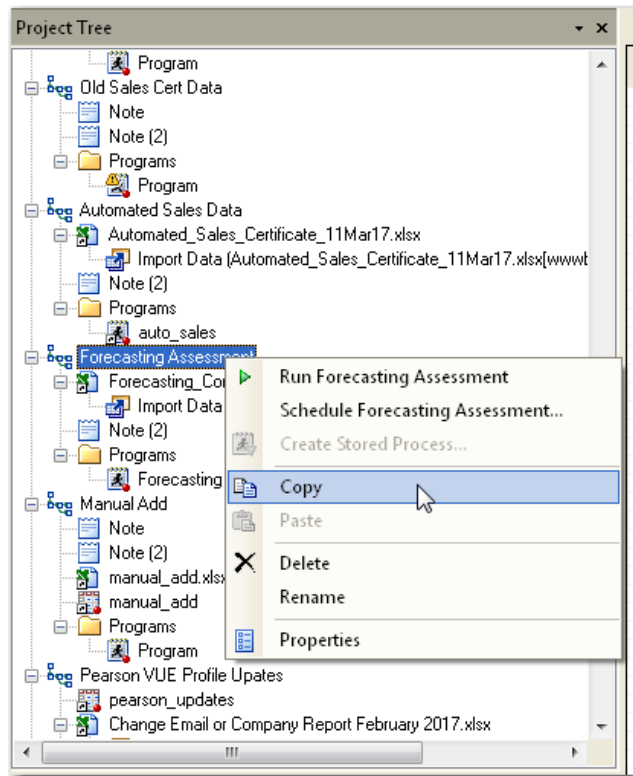 Project Tree
Program
Old Sales Cert Data
Note
Note (2)
Programs
Program
Automated Sales Data
Automated_Sales_Certificate_11Mar17.xlsx
Import Data (Automated_Sales_Certificate_11Mar17.xlsx[wwwb
Note (2)
Programs
auto_sales
Forecasting Assessment
Forecasting_Cor
Import Data
Note (2)
Programs
Forecasting
Run Forecasting Assessment
Schedule Forecasting Assessment...
Create Stored Process...
Copy
Paste
Delete
Rename
Properties
Manual Add
Note
Note (2)
manual_add.xlsx
manual_add
Programs
Program
Pearson VUE Profile Upates
pearson_updates
Change Email or Company Report February 2017.xlsx